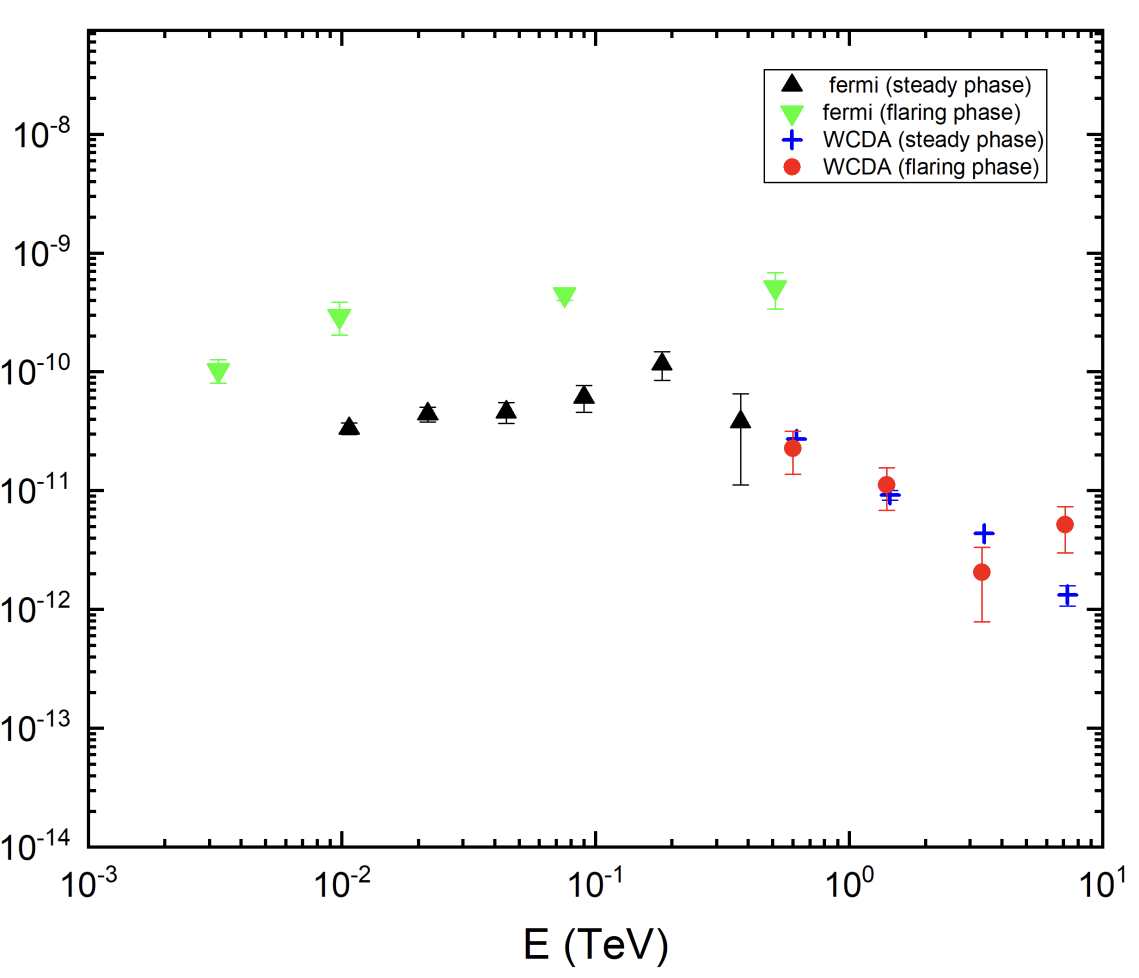 fermi (steady phase)
fermi (flaring phase)
WCDA (steady phase)
WCDA (flaring phase)
10⁻⁸
10⁻⁹
10⁻¹⁰
10⁻¹¹
10⁻¹²
10⁻¹³
10⁻¹⁴
10⁻³ 10⁻² 10⁻¹ 10⁰ 10¹
E (TeV)